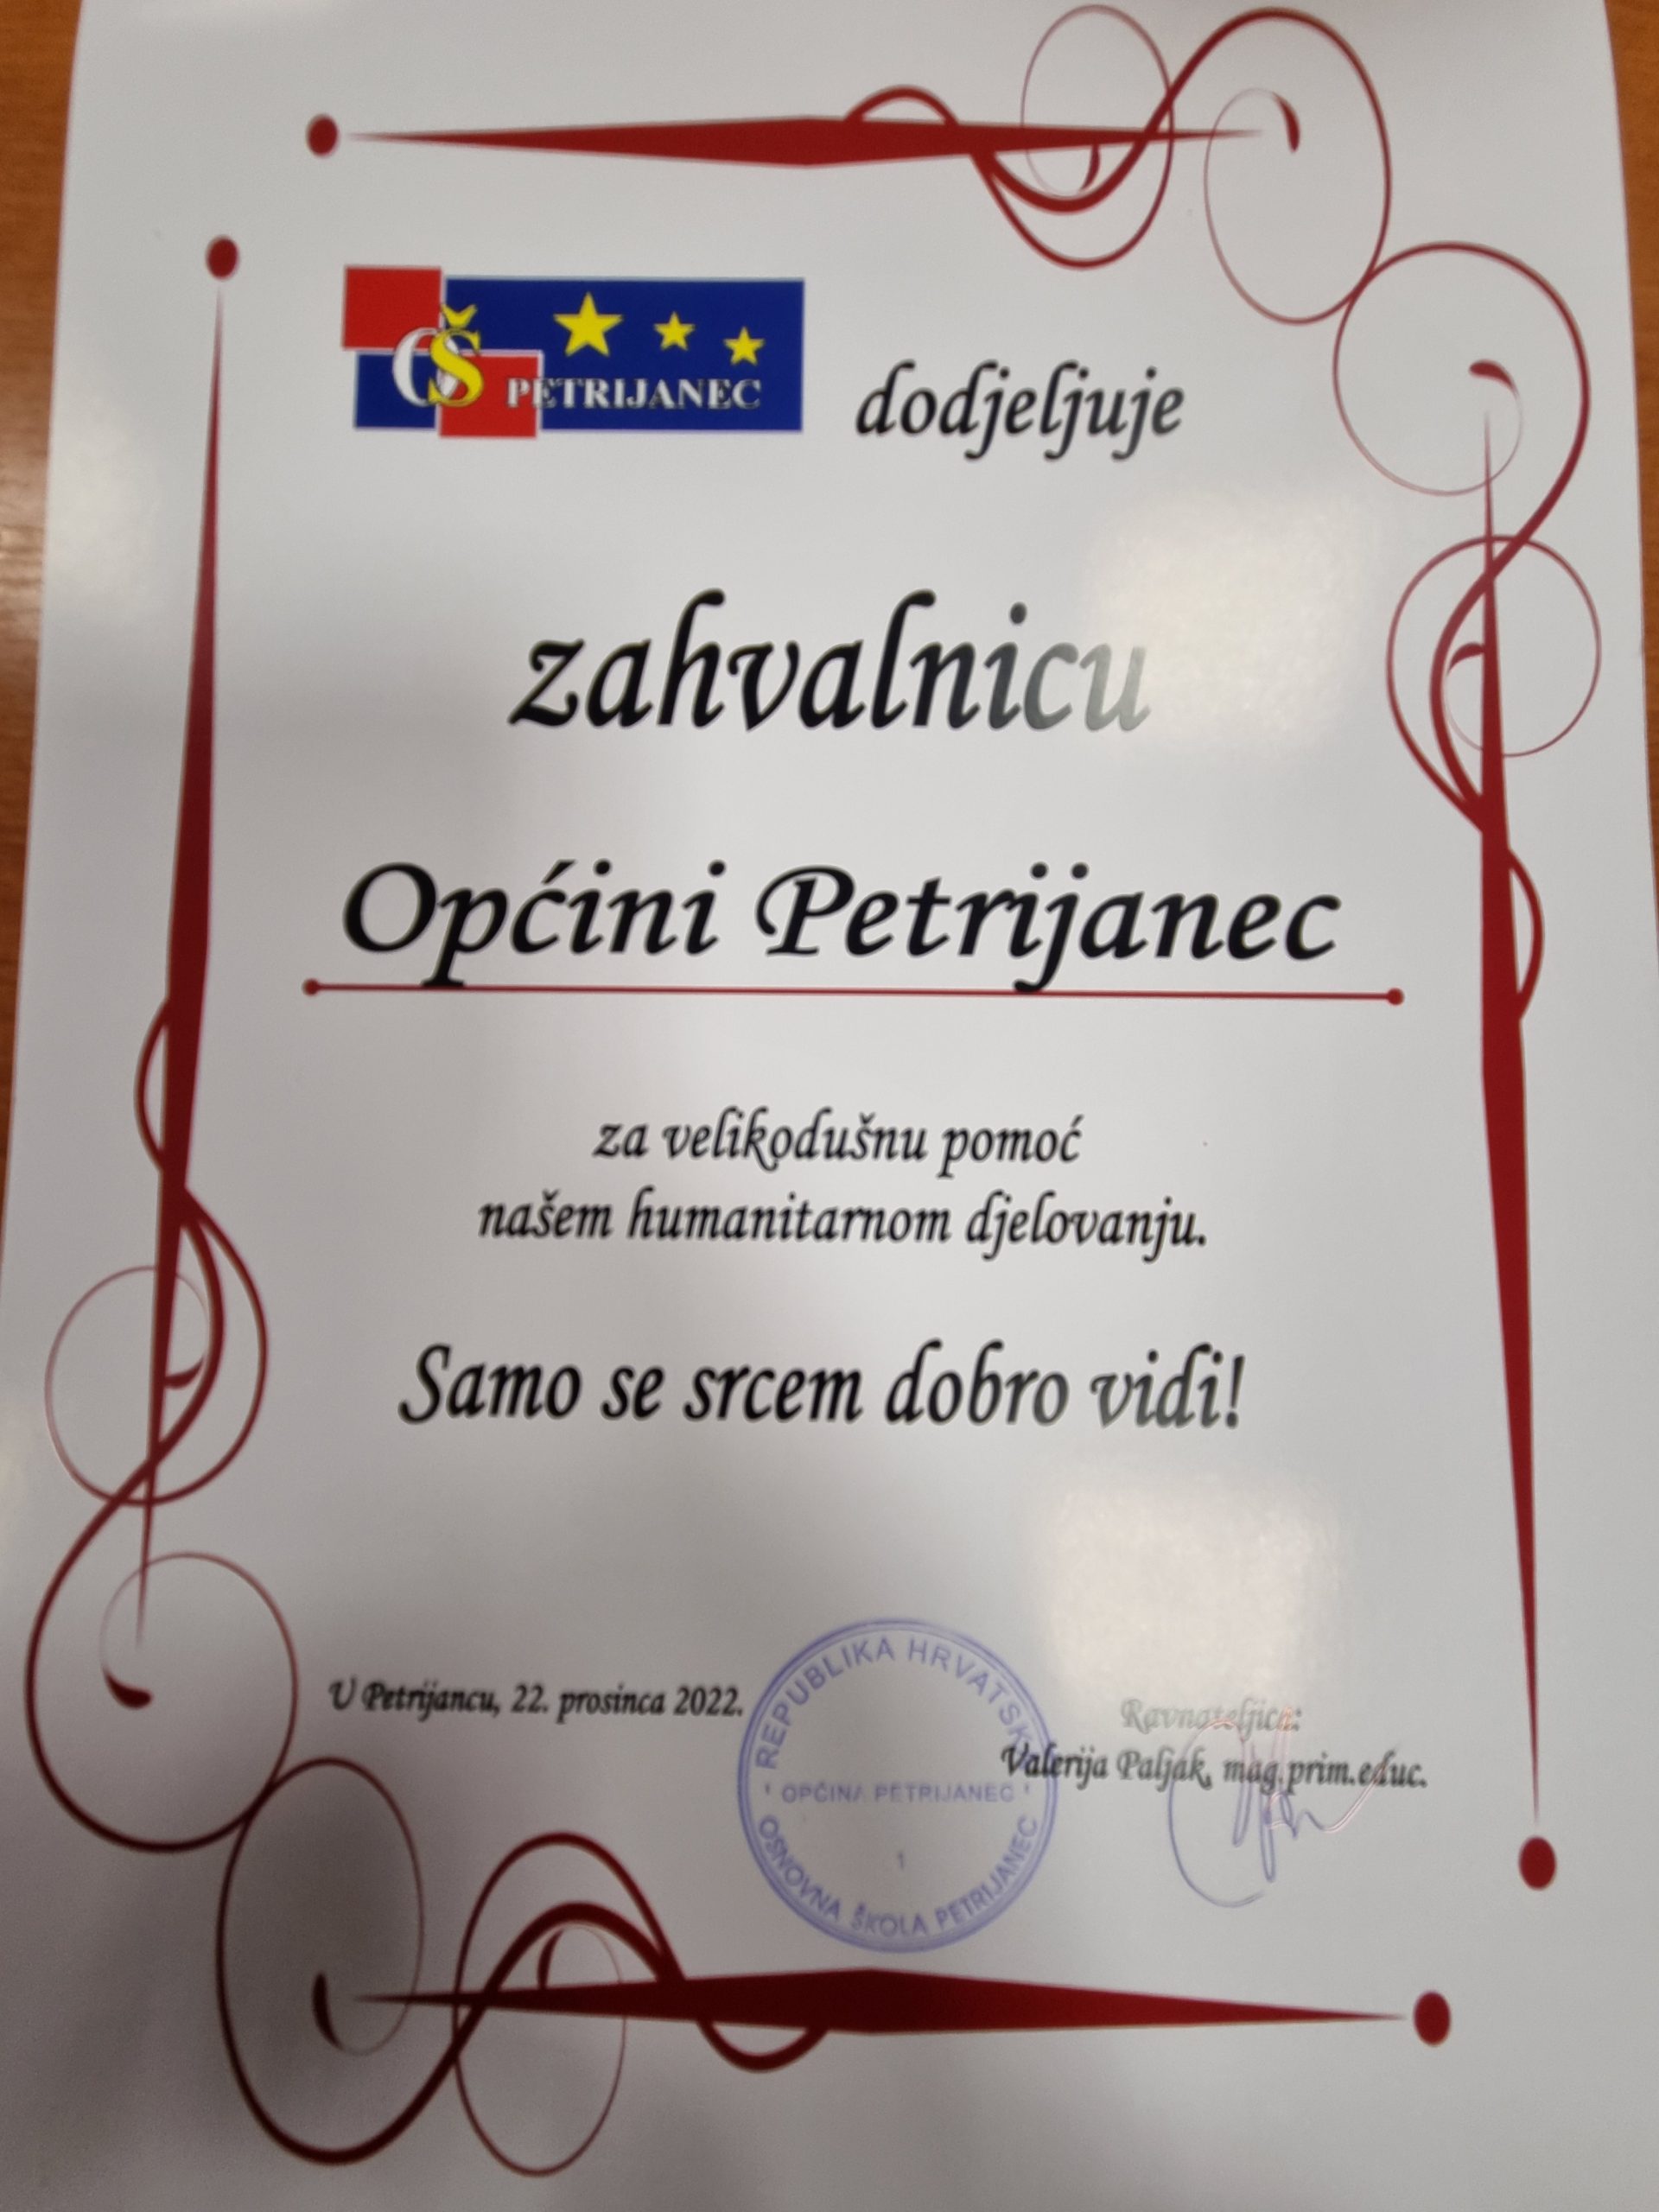 OŠ PETRIJANEC dodjeljuje
zahvalnicu
Općini Petrijanec
za velikodušnu pomoć
našem humanitarnom djelovanju.
Samo se srcem dobro vidi!
U Petrijancu, 22. prosinca 2022.
REPUBLIKA HRVATSKA
OPĆINA PETRIJANEC
1
OSNOVNA ŠKOLA PETRIJANEC
Ravnateljica:
Valerija Paljak, mag.prim.educ.